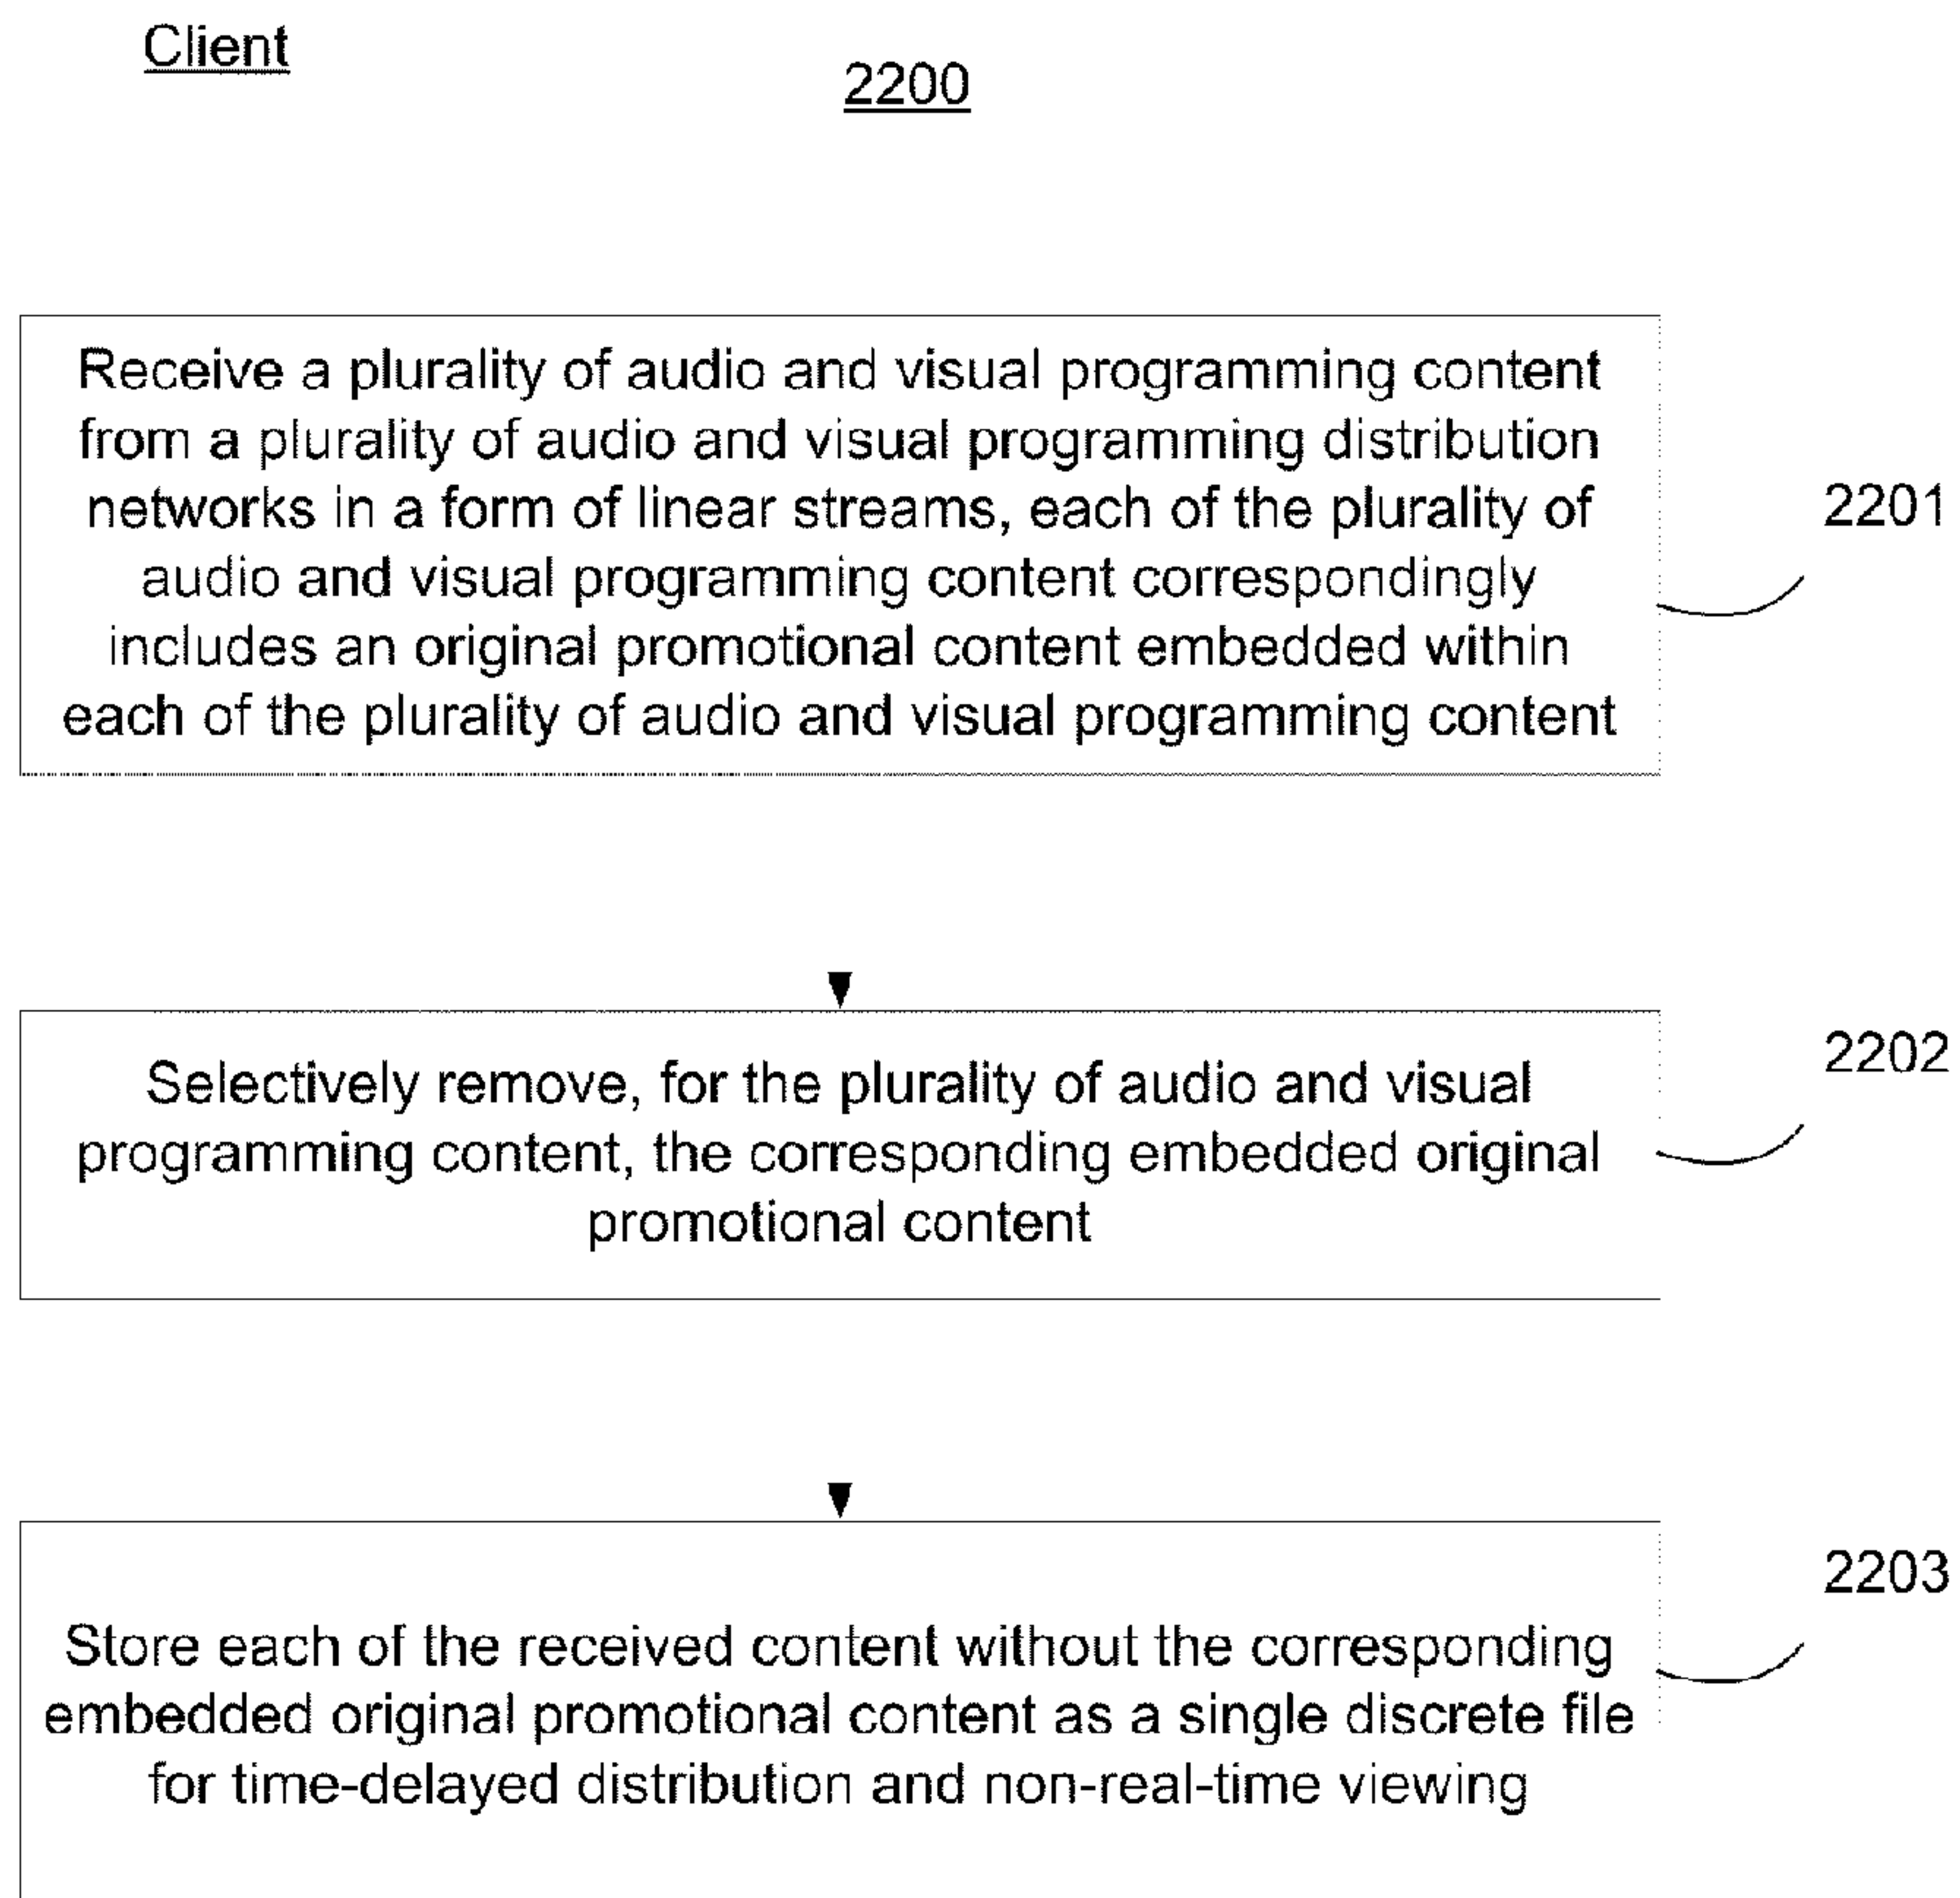 Client
2200
Receive a plurality of audio and visual programming content
from a plurality of audio and visual programming distribution
networks in a form of linear streams, each of the plurality of
audio and visual programming content correspondingly
includes an original promotional content embedded within
each of the plurality of audio and visual programming content
2201
Selectively remove, for the plurality of audio and visual
programming content, the corresponding embedded original
promotional content
2202
Store each of the received content without the corresponding
embedded original promotional content as a single discrete file
for time-delayed distribution and non-real-time viewing
2203